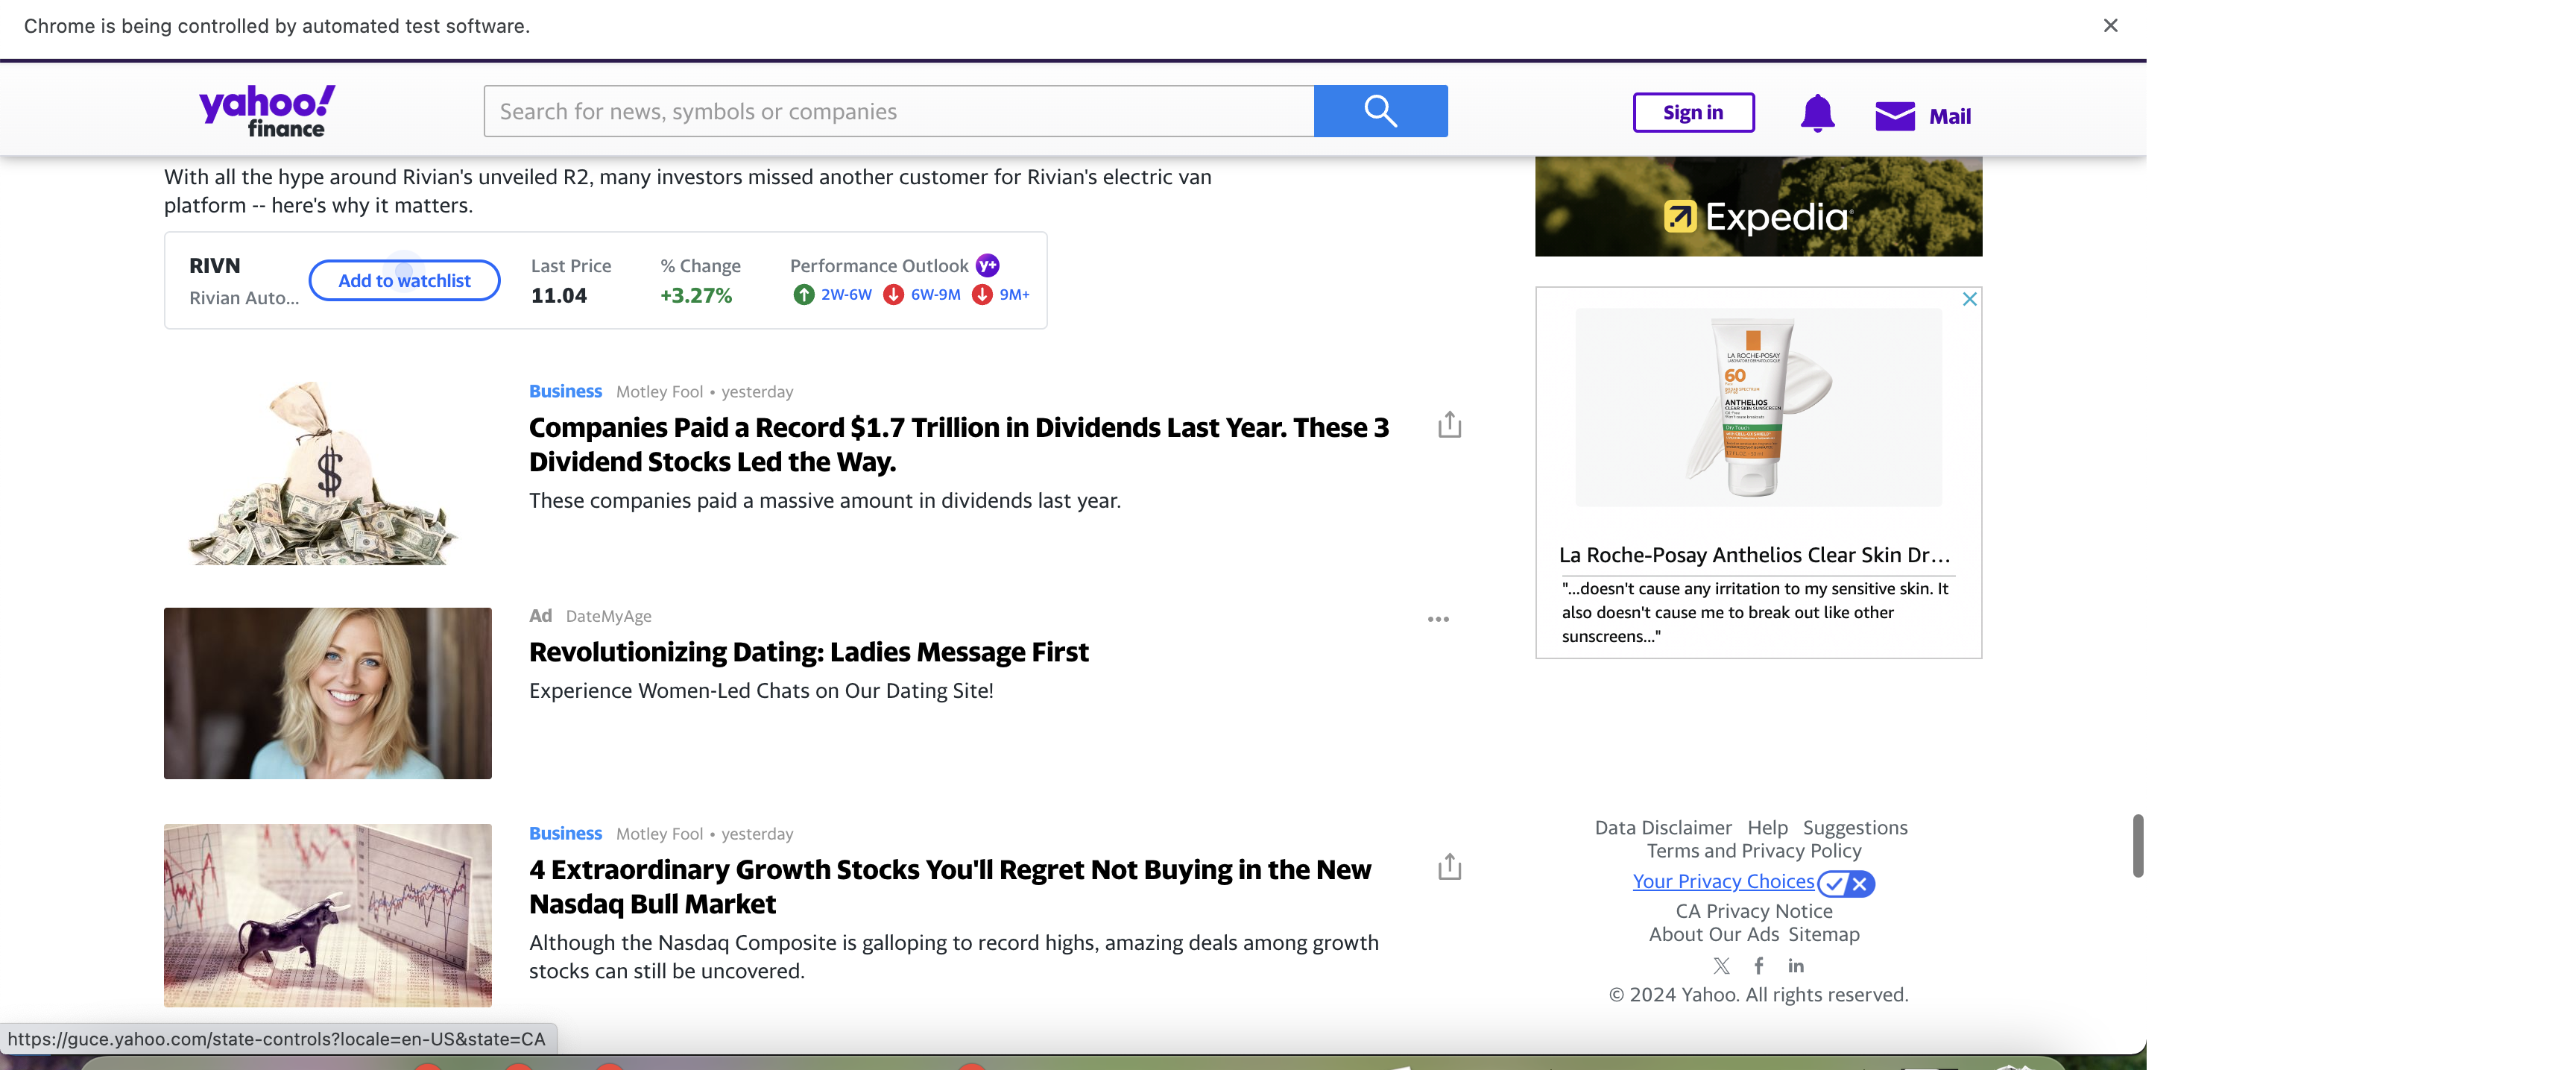 Chrome is being controlled by automated test software.
yahoo!
finance
Search for news, symbols or companies
Sign in
Mail
With all the hype around Rivian's unveiled R2, many investors missed another customer for Rivian's electric van
platform -- here's why it matters.
RIVN
Rivian Auto...
Add to watchlist
Last Price
11.04
% Change
+3.27%
Performance Outlook y+
2W-6W 6W-9M 9M+
Business Motley Fool • yesterday
Companies Paid a Record $1.7 Trillion in Dividends Last Year. These 3
Dividend Stocks Led the Way.
These companies paid a massive amount in dividends last year.
$
Ad DateMyAge
Revolutionizing Dating: Ladies Message First
Experience Women-Led Chats on Our Dating Site!
Business Motley Fool • yesterday
4 Extraordinary Growth Stocks You'll Regret Not Buying in the New
Nasdaq Bull Market
Although the Nasdaq Composite is galloping to record highs, amazing deals among growth
stocks can still be uncovered.
Expedia
LA ROCHE-POSAY
60
ANTHELIOS
CLEAR SKIN SUNSCREEN
Dry Touch
La Roche-Posay Anthelios Clear Skin Dr...
"...doesn't cause any irritation to my sensitive skin. It
also doesn't cause me to break out like other
sunscreens..."
Data Disclaimer Help Suggestions
Terms and Privacy Policy
Your Privacy Choices
CA Privacy Notice
About Our Ads Sitemap
© 2024 Yahoo. All rights reserved.
https://guce.yahoo.com/state-controls?locale=en-US&state=CA